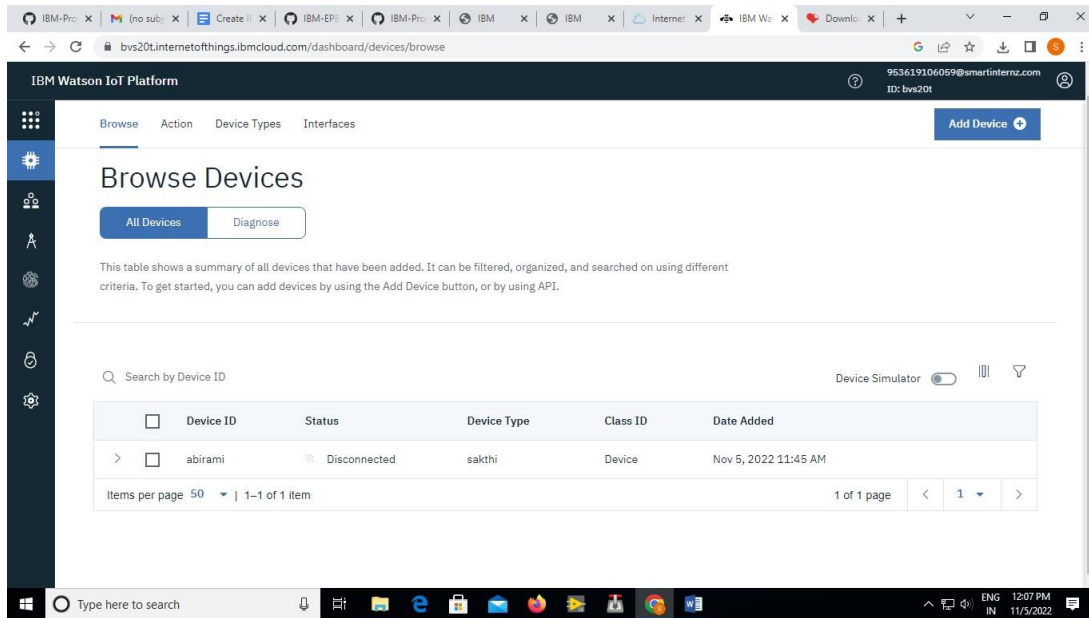 IBM-Pro
(no subj
Create I
IBM-EPE
IBM-Pro
IBM
IBM
Internet
IBM Wa
Downlo
bvs20t.internetofthings.ibmcloud.com/dashboard/devices/browse
S
IBM Watson IoT Platform
953619106059@smartinternz.com
ID: bvs20t
Browse Action Device Types Interfaces
Add Device
Browse Devices
All Devices Diagnose
This table shows a summary of all devices that have been added. It can be filtered, organized, and searched on using different
criteria. To get started, you can add devices by using the Add Device button, or by using API.
Search by Device ID
Device Simulator
Device ID Status Device Type Class ID Date Added
abirami Disconnected sakthi Device Nov 5, 2022 11:45 AM
Items per page 50 | 1–1 of 1 item
1 of 1 page 1
Type here to search
ENG 12:07 PM
IN 11/5/2022